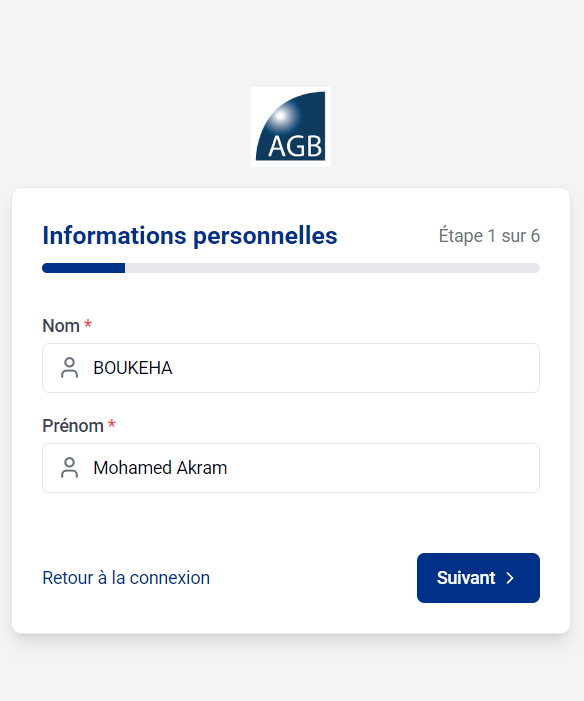 AGB
Informations personnelles
Étape 1 sur 6
Nom *
BOUKEHA
Prénom *
Mohamed Akram
Retour à la connexion
Suivant